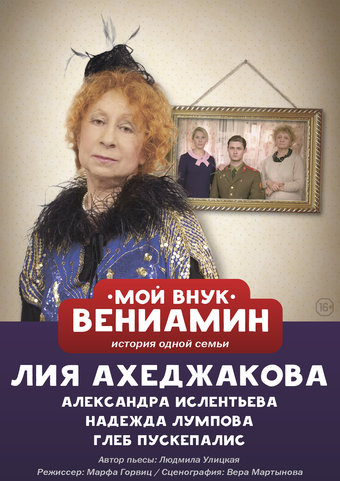 16+
•МОЙ ВНУК•
ВЕНИАМИН
история одной семьи
ЛИЯ АХЕДЖАКОВА
АЛЕКСАНДРА ИСЛЕНТЬЕВА
НАДЕЖДА ЛУМПОВА
ГЛЕБ ПУСКЕПАЛИС
Автор пьесы: Людмила Улицкая
Режиссер: Марфа Горвиц / Сценография: Вера Мартынова